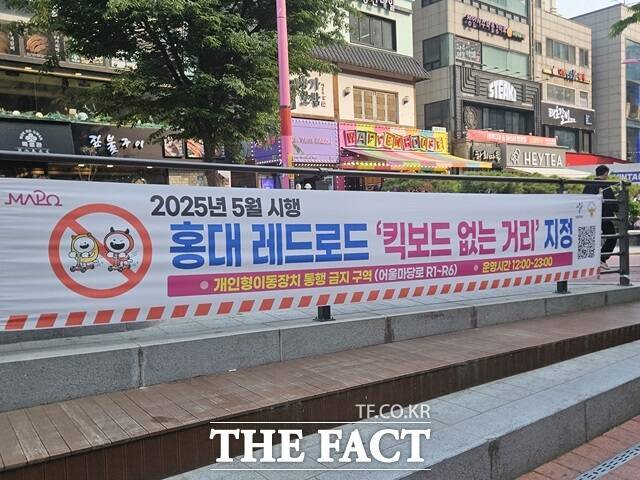 STEAK
HEYTEA
MAPO
2025년 5월 시행
홍대 레드로드 '킥보드 없는 거리' 지정
개인형이동장치 통행 금지 구역 (어울마당로 R1~R6)
운영시간 12:00~23:00
TF.CO.KR
THE FACT